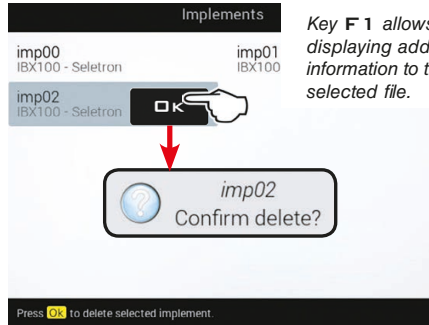 Implements
imp00
IBX100 - Seletron
imp01
IBX100
imp02
IBX100 - Seletron
OK
imp02
Confirm delete?
Press Ok to delete selected implement.
Key F1 allows
displaying add
information to t
selected file.